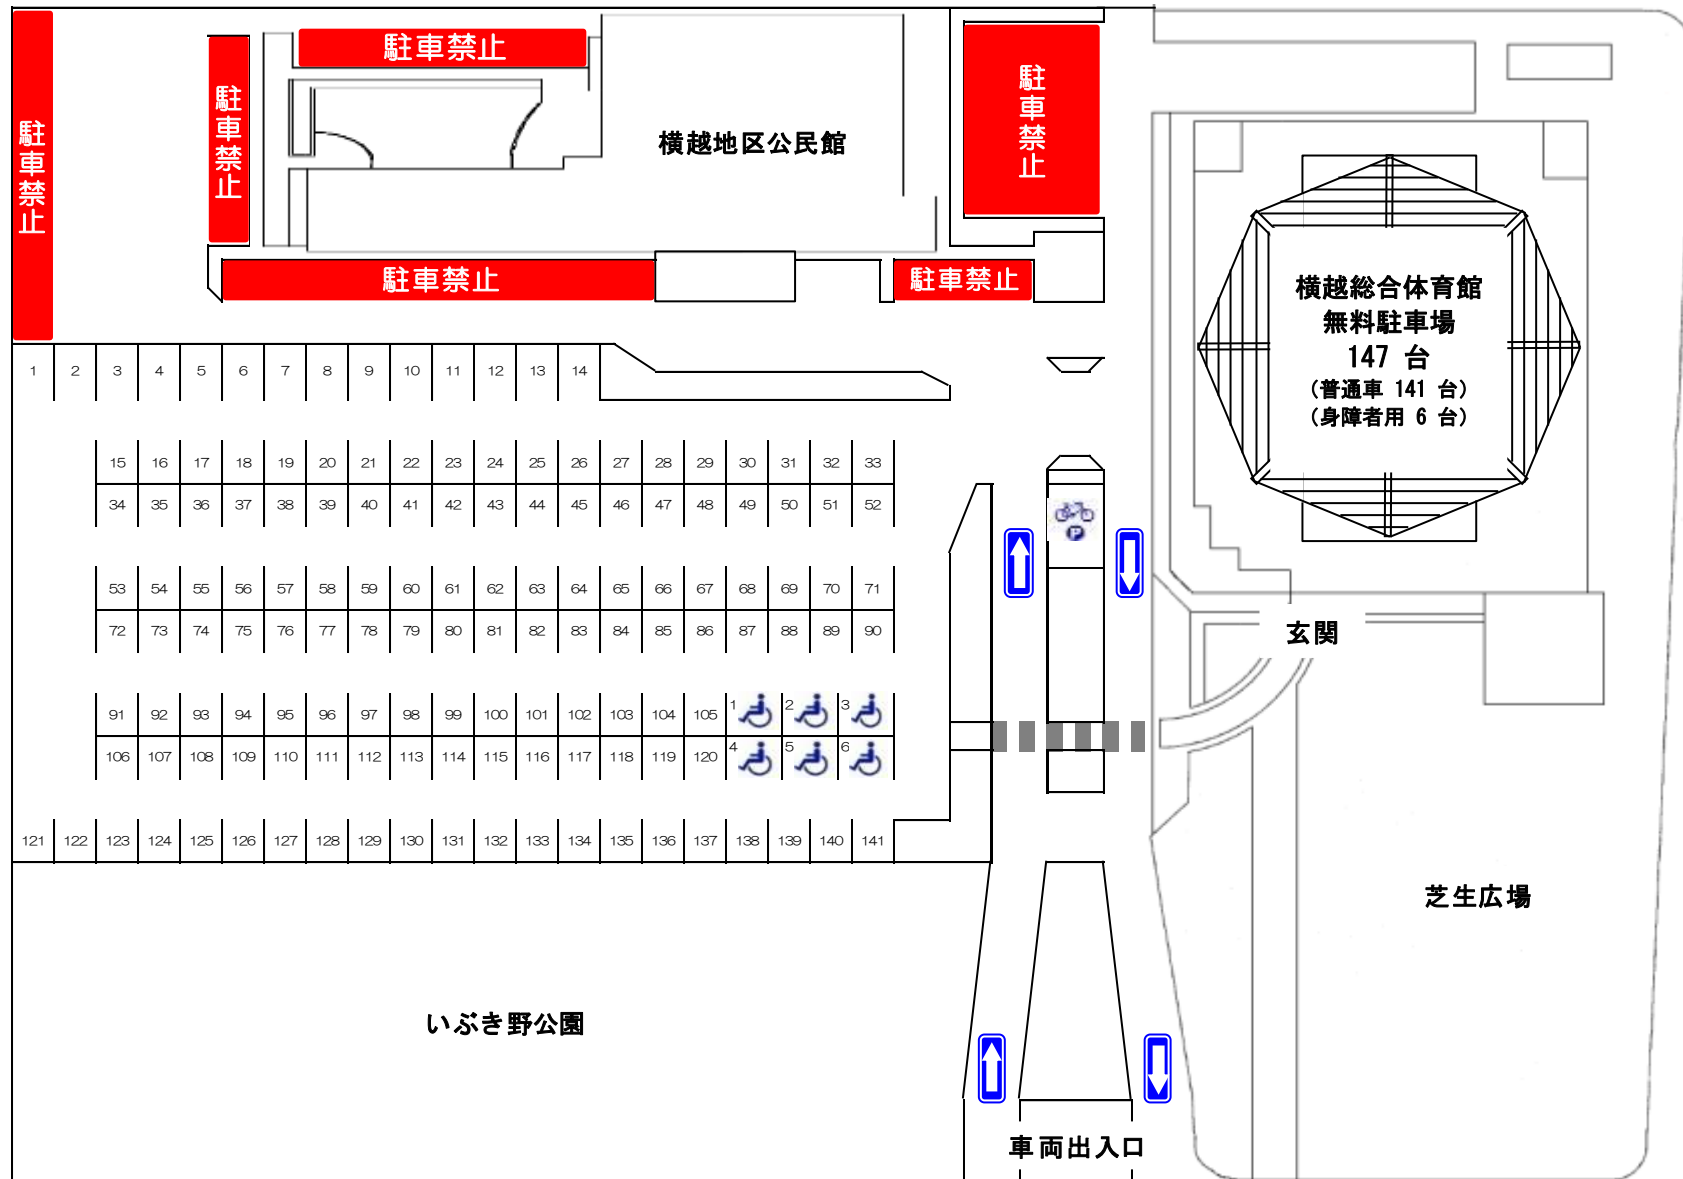 駐車禁止
駐車禁止
駐車禁止
駐車禁止
横越地区公民館
駐車禁止
駐車禁止
横越総合体育館
無料駐車場
147 台
(普通車 141 台)
(身障者用 6 台)
1 2 3 4 5 6 7 8 9 10 11 12 13 14
15 16 17 18 19 20 21 22 23 24 25 26 27 28 29 30 31 32 33
34 35 36 37 38 39 40 41 42 43 44 45 46 47 48 49 50 51 52
P
53 54 55 56 57 58 59 60 61 62 63 64 65 66 67 68 69 70 71
72 73 74 75 76 77 78 79 80 81 82 83 84 85 86 87 88 89 90
玄関
91 92 93 94 95 96 97 98 99 100 101 102 103 104 105 1 2 3
106 107 108 109 110 111 112 113 114 115 116 117 118 119 120 4 5 6
121 122 123 124 125 126 127 128 129 130 131 132 133 134 135 136 137 138 139 140 141
芝生広場
いぶき野公園
車両出入口